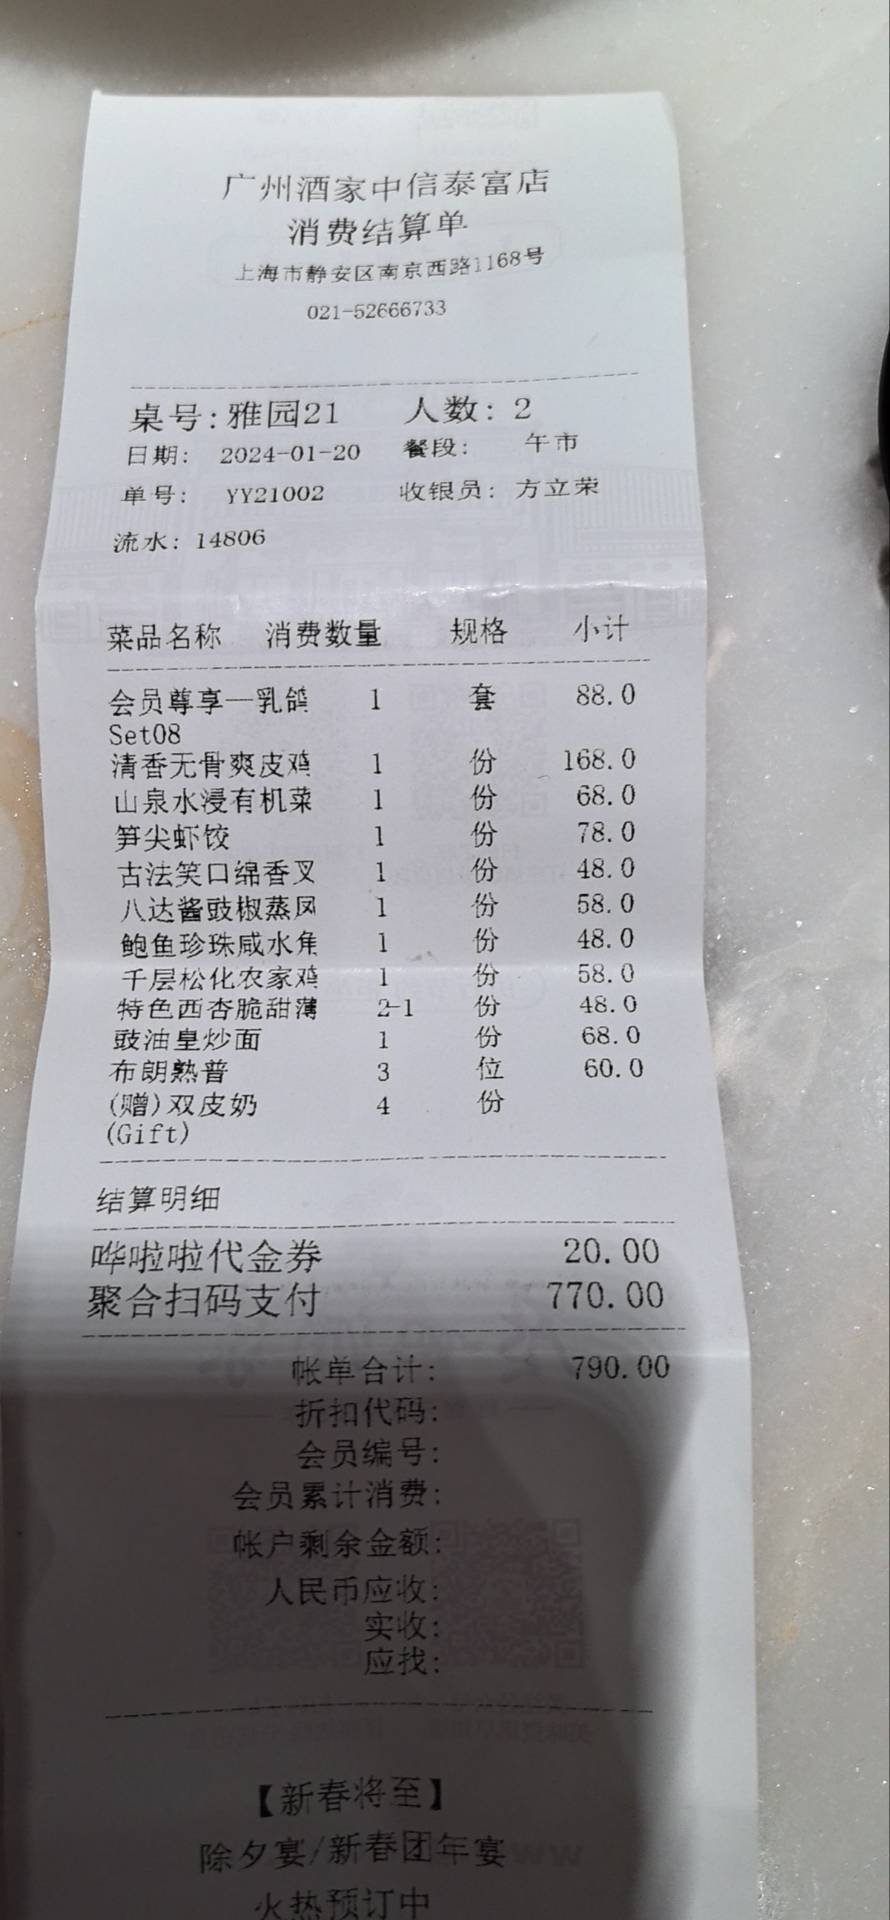 广州酒家中信泰富店
消费结算单
上海市静安区南京西路1168号
021-52666733
桌号:雅园21 人数: 2
日期: 2024-01-20 餐段: 午市
单号: YY21002 收银员: 方立荣
流水: 14806
菜品名称 消费数量 规格 小计
会员尊享一乳鸽 1 套 88.0
Set08
清香无骨爽皮鸡 1 份 168.0
山泉水浸有机菜 1 份 68.0
笋尖虾饺 1 份 78.0
古法笑口绵香叉 1 份 48.0
八达酱豉椒蒸凤 1 份 58.0
鲍鱼珍珠咸水角 1 份 48.0
千层松化农家鸡 1 份 58.0
特色西杏脆甜薄 2-1 份 48.0
豉油皇炒面 1 份 68.0
布朗熟普 3 位 60.0
(赠)双皮奶 4 份
(Gift)
结算明细
哗啦啦代金券 20.00
聚合扫码支付 770.00
帐单合计: 790.00
折扣代码:
会员编号:
会员累计消费:
帐户剩余金额:
人民币应收:
实收:
应找:
【新春将至】
除夕宴/新春团年宴
火热预订中